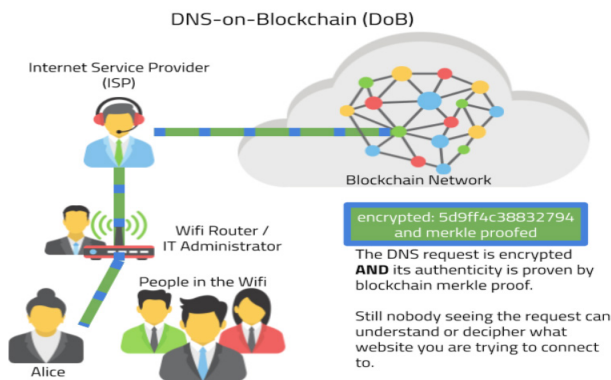 DNS-on-Blockchain (DoB)
Internet Service Provider
(ISP)
Blockchain Network
Wifi Router /
IT Administrator
People in the Wifi
Alice
encrypted: 5d9ff4c38832794
and merkle proofed
The DNS request is encrypted
AND its authenticity is proven by
blockchain merkle proof.
Still nobody seeing the request can
understand or decipher what
website you are trying to connect
to.